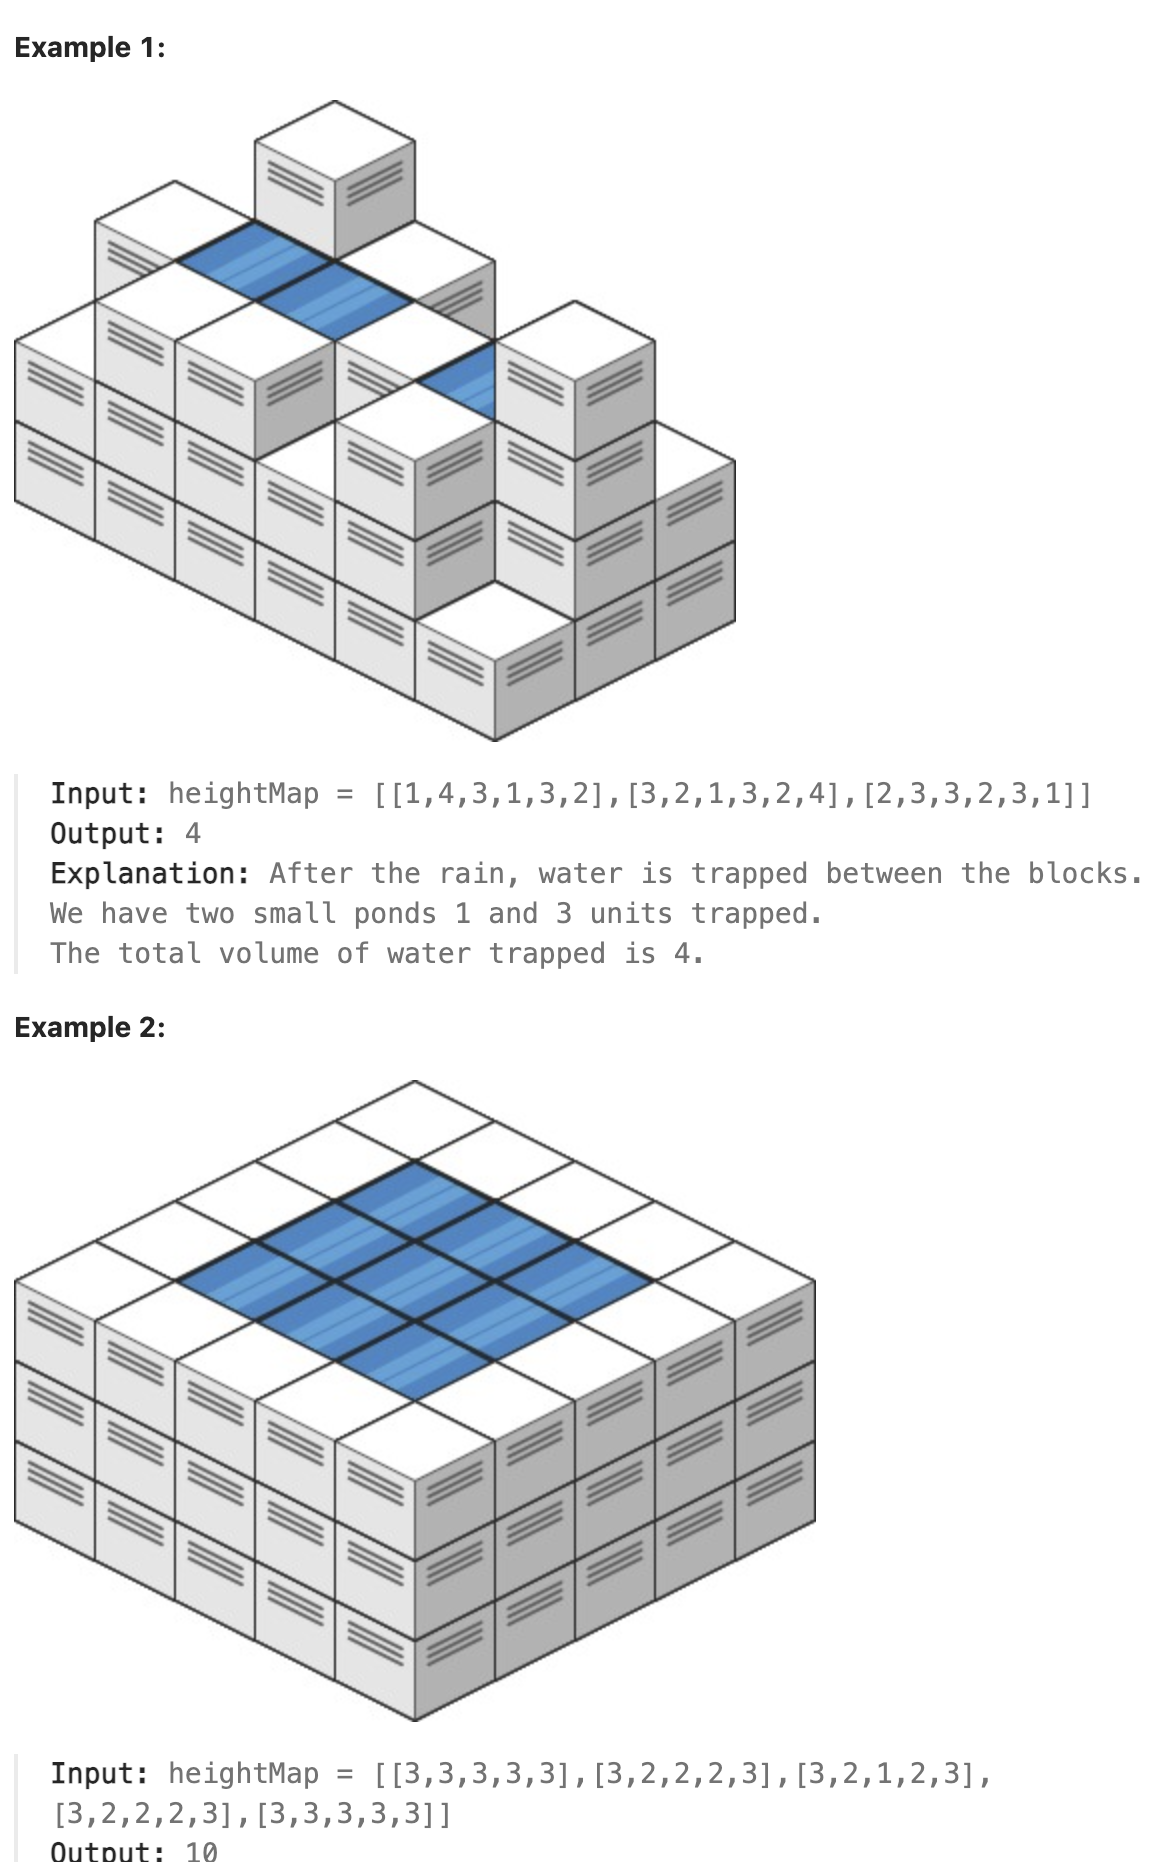 Example 1:
Input: heightMap = [[1,4,3,1,3,2],[3,2,1,3,2,4],[2,3,3,2,3,1]]
Output: 4
Explanation: After the rain, water is trapped between the blocks.
We have two small ponds 1 and 3 units trapped.
The total volume of water trapped is 4.
Example 2:
Input: heightMap = [[3,3,3,3,3],[3,2,2,2,3],[3,2,1,2,3],
[3,2,2,2,3],[3,3,3,3,3]]
Output: 10